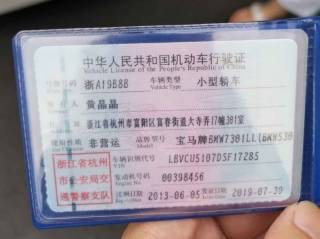 中华人民共和国机动车行驶证
Vehicle License of the People's Republic of China
号牌号码 浙A19B8B 车辆类型 小型轿车
Vehicle Type
黄晶晶
浙江省杭州市富阳区富春街道大寺弄17幢381室
使用性质 非营运 品牌型号 宝马牌BMW7301LL(BMW530
浙江省杭州 车辆识别代号 LBVCU5107DSF17285
VIN
市公安局交 发动机号码 00398456
Engine No.
通警察支队 注册日期 2013-06-05 发证日期 2019-07-30